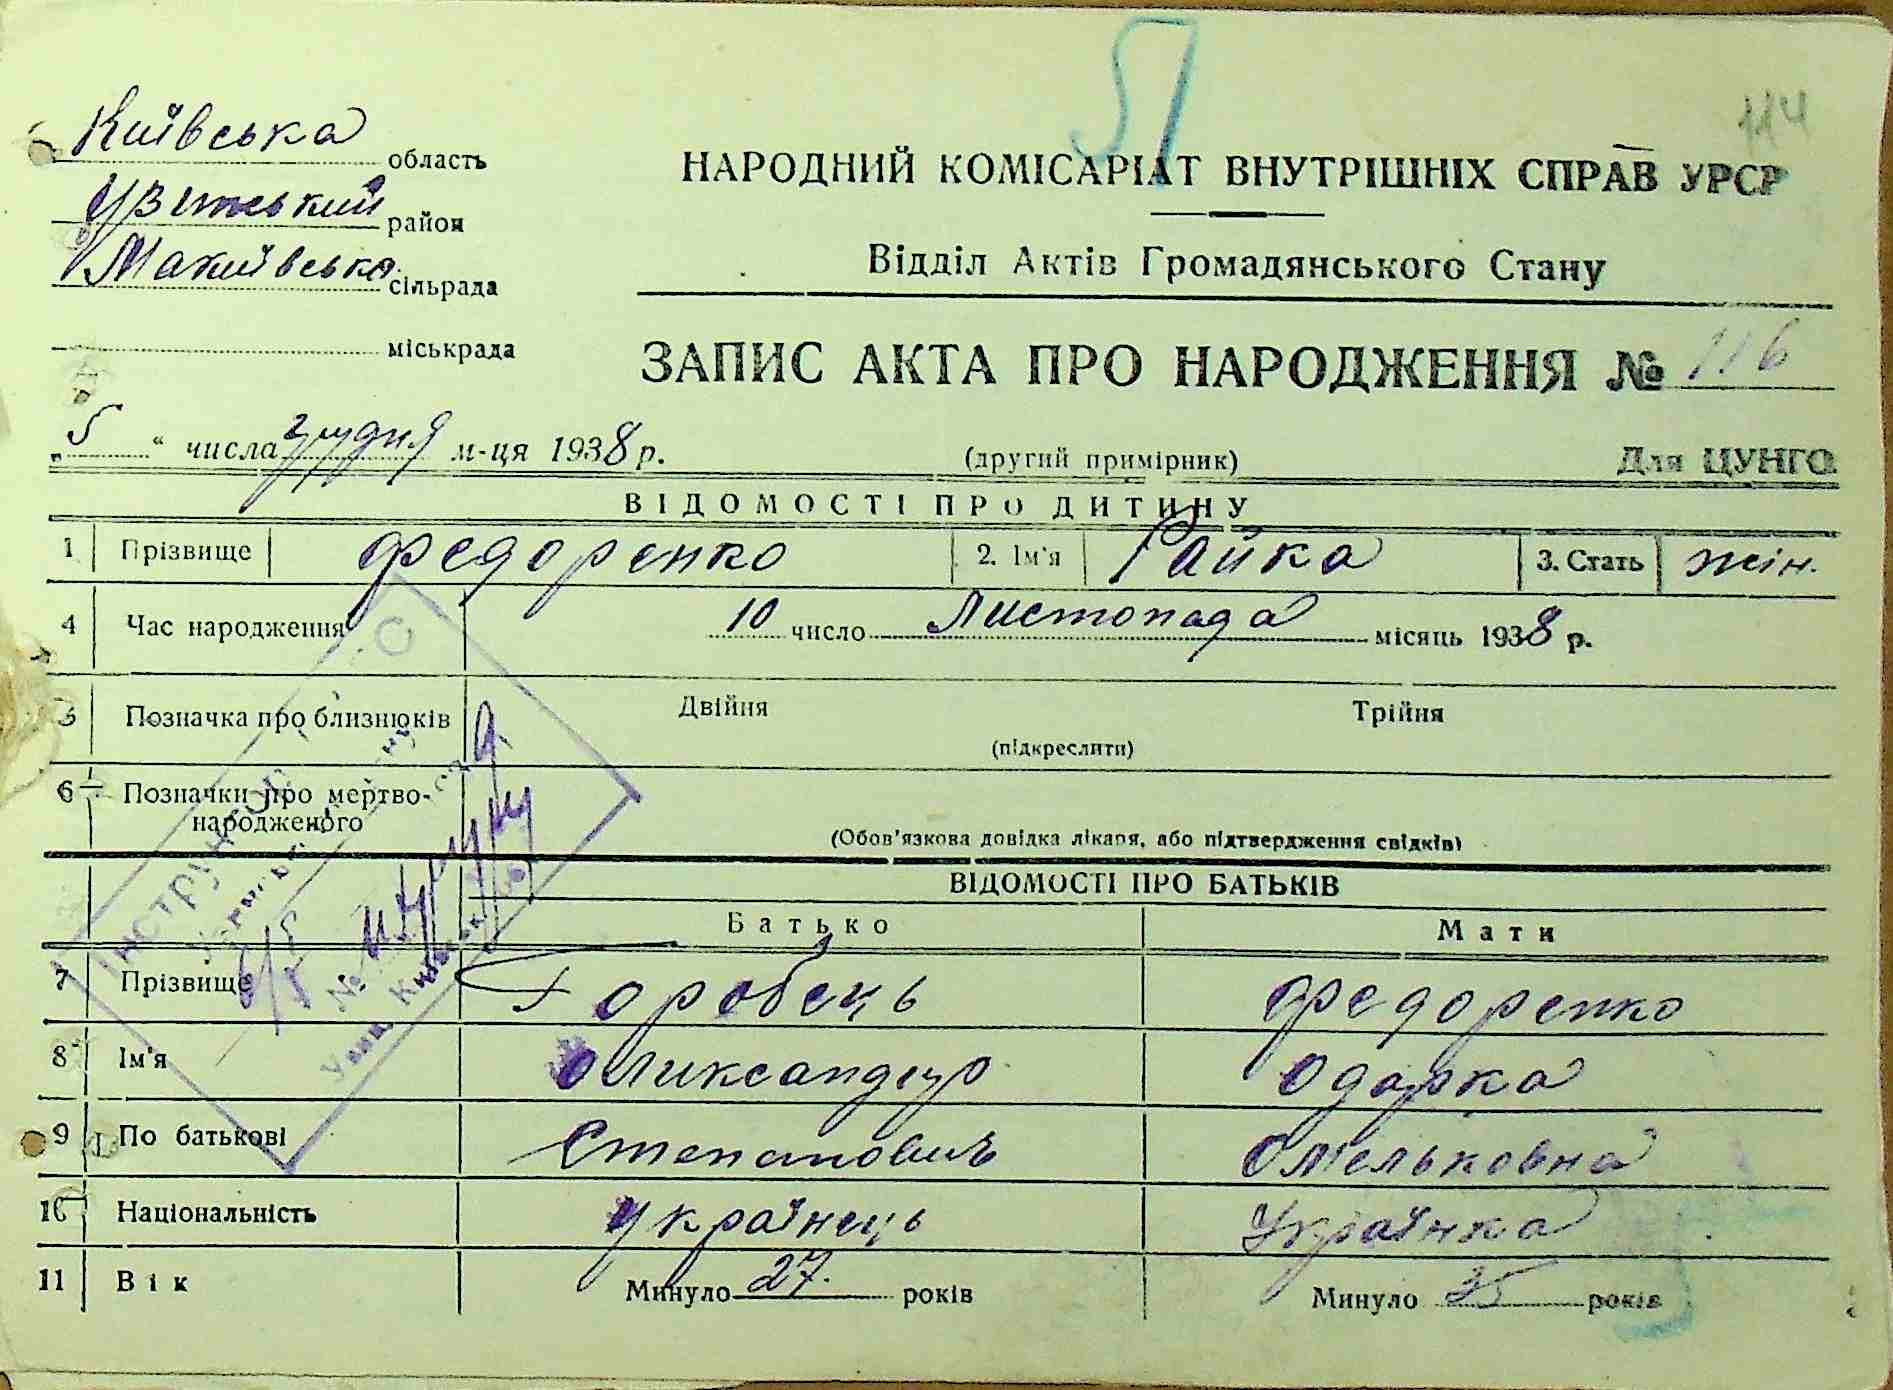 114
Київська область
район
Макиївська сільрада
міськрада
НАРОДНИЙ КОМІСАРІАТ ВНУТРІШНІХ СПРАВ УРСР
Відділ Актів Громадянського Стану
ЗАПИС АКТА ПРО НАРОДЖЕННЯ № 116
„ 5 “ числа грудня м-ця 1938 р.
(другий примірник)
Для ЦУНГО
ВІДОМОСТІ ПРО ДИТИНУ
1 Прізвище Федоренко 2. Ім'я Райка 3. Стать жін.
4 Час народження 10 число Листопада місяць 1938 р.
5 Позначка про близнюків Двійня Трійня
(підкреслити)
6 Позначки про мертво-
народженого
(Обов'язкова довідка лікаря, або підтвердження свідків)
ВІДОМОСТІ ПРО БАТЬКІВ
Батько Мати
7 Прізвище Горобець Федоренко
8 Ім'я Олександр Одарка
9 По батькові Степанович Омельковна
10 Національність Українець Українка
11 Вік Минуло 27. років Минуло 35 років
Інструктор